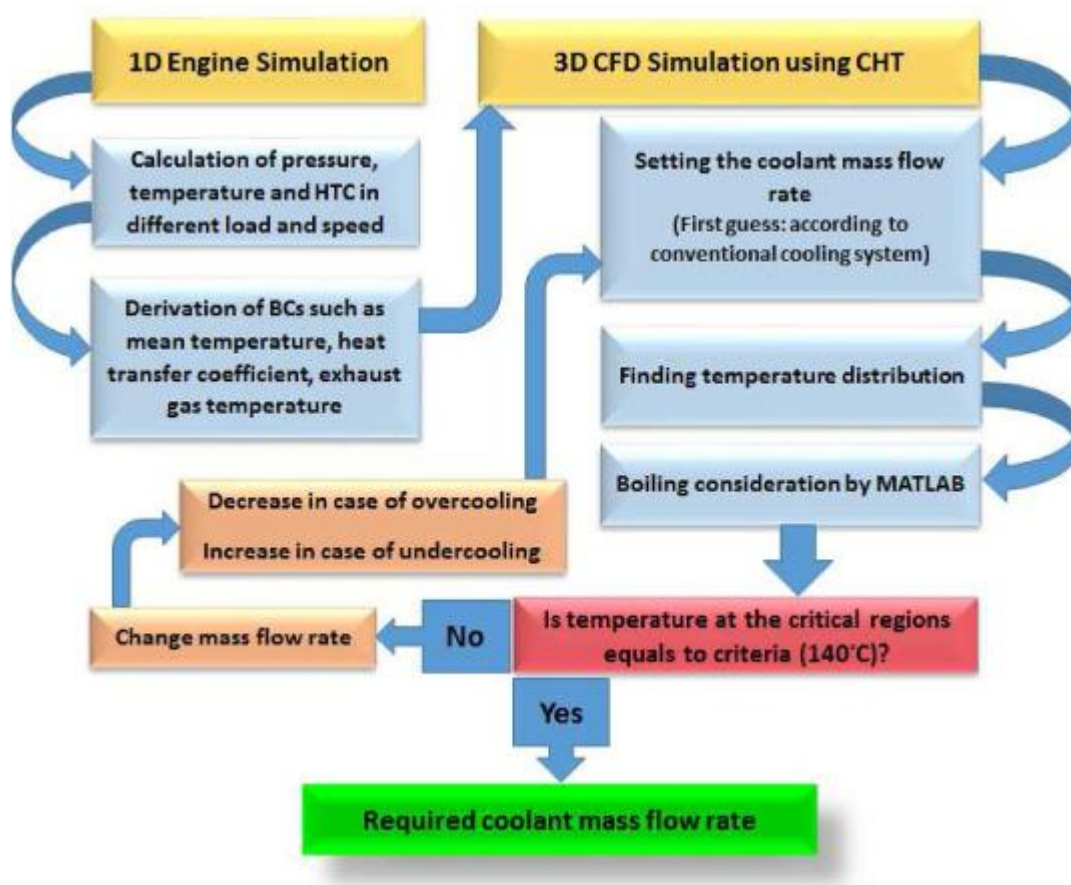 1D Engine Simulation
Calculation of pressure,
temperature and HTC in
different load and speed
Derivation of BCs such as
mean temperature, heat
transfer coefficient, exhaust
gas temperature
3D CFD Simulation using CHT
Setting the coolant mass flow
rate
(First guess: according to
conventional cooling system)
Finding temperature distribution
Boiling consideration by MATLAB
Is temperature at the critical regions
equals to criteria (140°C)?
No
Change mass flow rate
Decrease in case of overcooling
Increase in case of undercooling
Yes
Required coolant mass flow rate